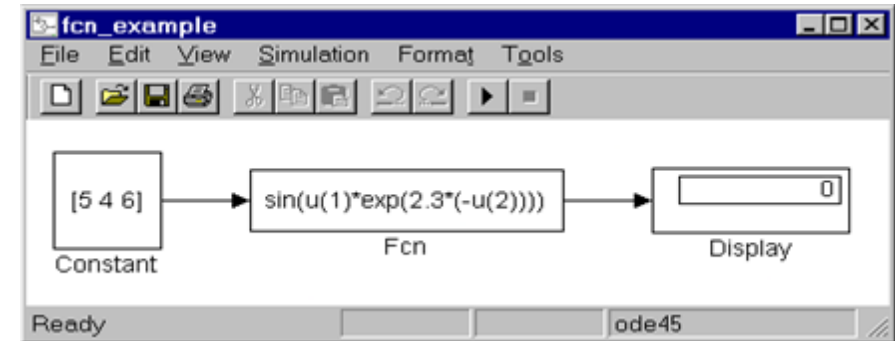 fcn_example
File Edit View Simulation Format Tools
[5 4 6]
sin(u(1)*exp(2.3*(-u(2))))
0
Constant
Fcn
Display
Ready
ode45